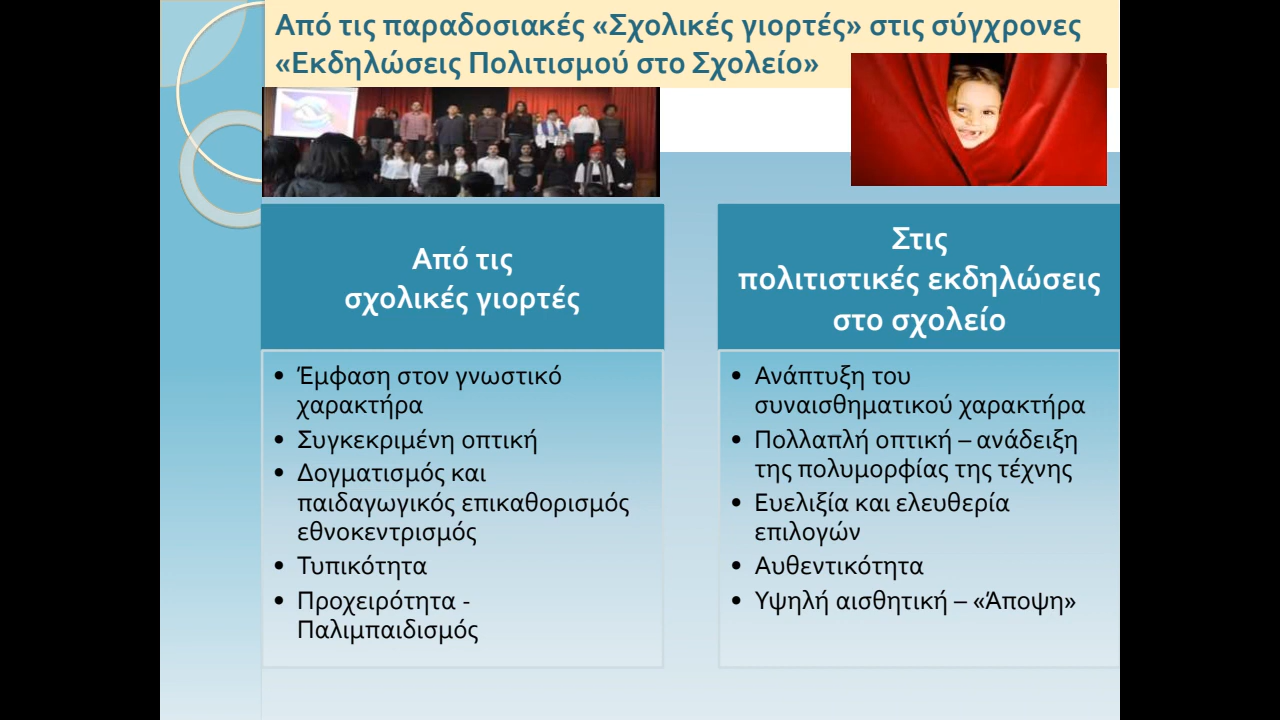 Από τις παραδοσιακές «Σχολικές γιορτές» στις σύγχρονες
«Εκδηλώσεις Πολιτισμού στο Σχολείο»
Από τις
σχολικές γιορτές
• Έμφαση στον γνωστικό
χαρακτήρα
• Συγκεκριμένη οπτική
• Δογματισμός και
παιδαγωγικός επικαθορισμός
εθνοκεντρισμός
• Τυπικότητα
• Προχειρότητα -
Παλιμπαιδισμός
Στις
πολιτιστικές εκδηλώσεις
στο σχολείο
• Ανάπτυξη του
συναισθηματικού χαρακτήρα
• Πολλαπλή οπτική – ανάδειξη
της πολυμορφίας της τέχνης
• Ευελιξία και ελευθερία
επιλογών
• Αυθεντικότητα
• Υψηλή αισθητική – «Άποψη»